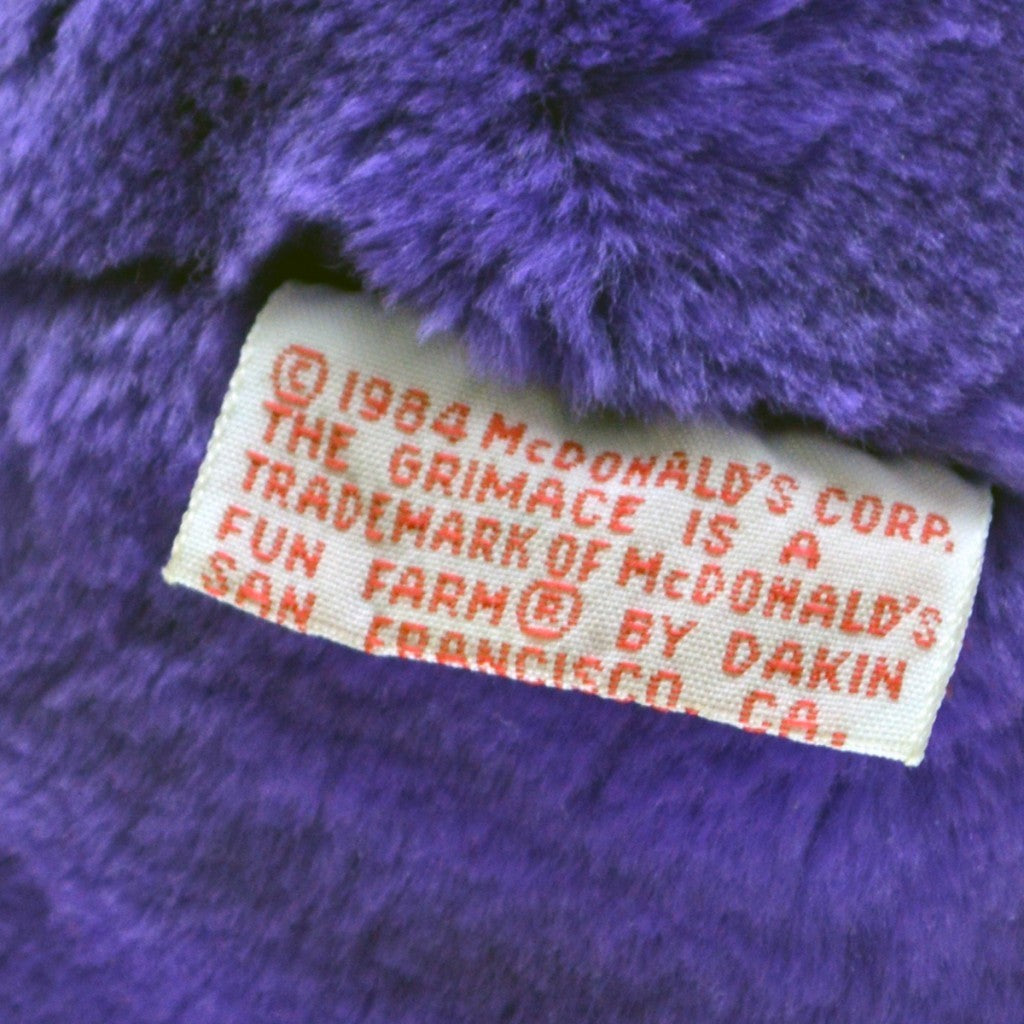 © 1984 McDONALD'S CORP.
THE GRIMACE IS A
TRADEMARK OF McDONALD'S
FUN FARM® BY DAKIN
SAN FRANCISCO, CA.